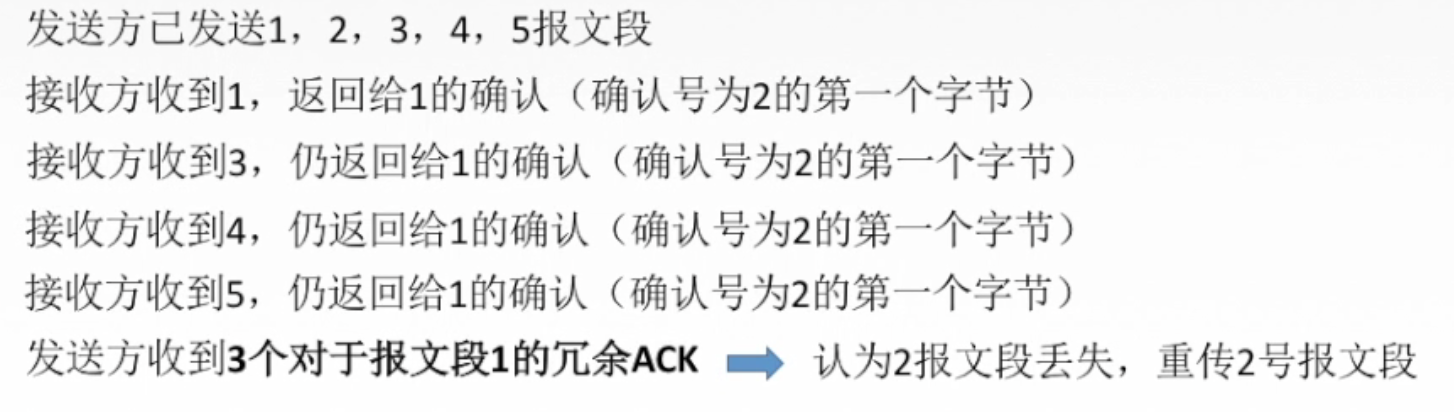 发送方已发送1，2，3，4，5报文段
接收方收到1，返回给1的确认（确认号为2的第一个字节）
接收方收到3，仍返回给1的确认（确认号为2的第一个字节）
接收方收到4，仍返回给1的确认（确认号为2的第一个字节）
接收方收到5，仍返回给1的确认（确认号为2的第一个字节）
发送方收到3个对于报文段1的冗余ACK 认为2报文段丢失，重传2号报文段